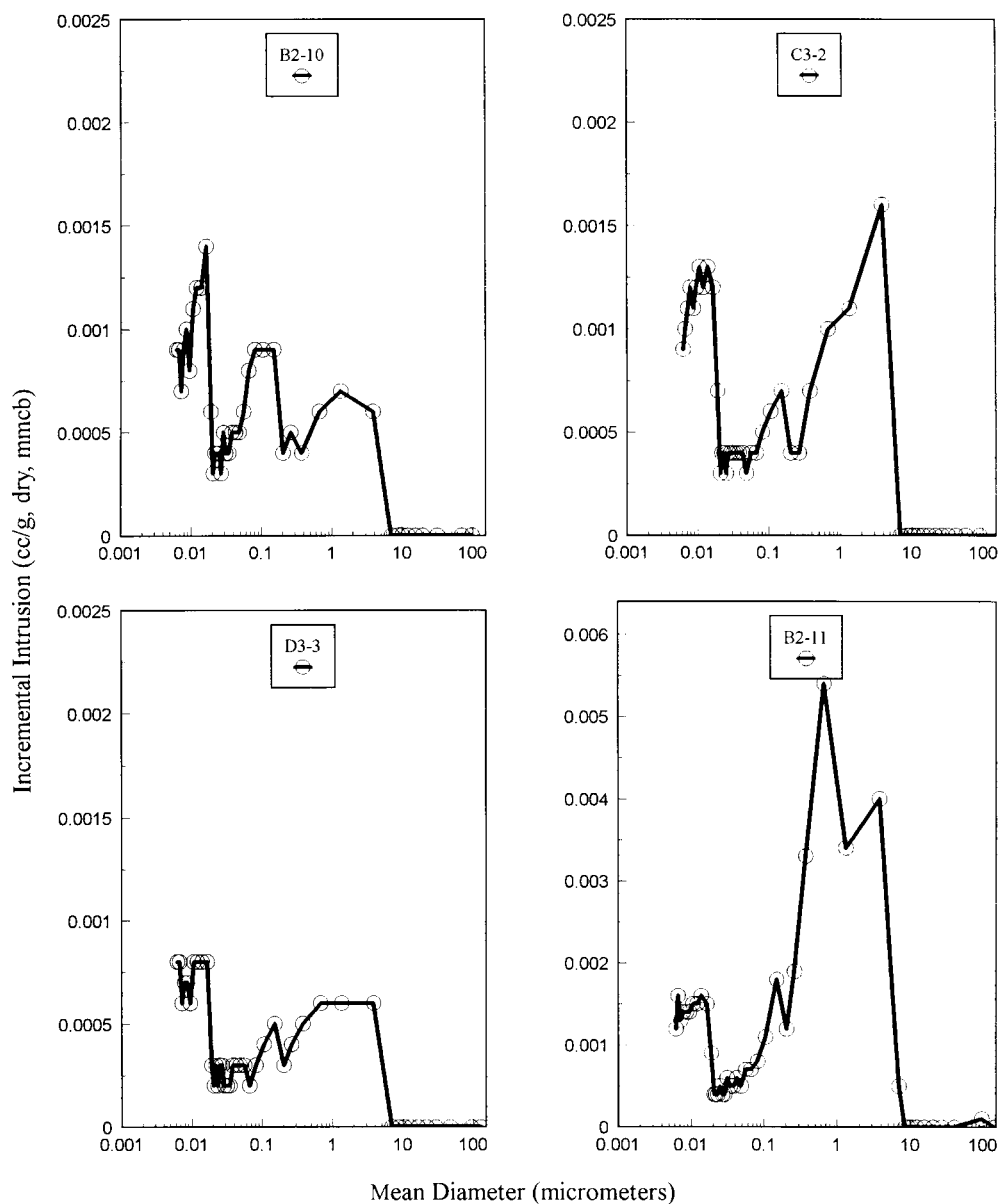 Incremental Intrusion (cc/g, dry, mmcb)
B2-10
0.0025
0.002
0.0015
0.001
0.0005
0
0.001 0.01 0.1 1 10 100
C3-2
0.0025
0.002
0.0015
0.001
0.0005
0
0.001 0.01 0.1 1 10 100
D3-3
0.0025
0.002
0.0015
0.001
0.0005
0
0.001 0.01 0.1 1 10 100
B2-11
0.006
0.005
0.004
0.003
0.002
0.001
0
0.001 0.01 0.1 1 10 100
Mean Diameter (micrometers)